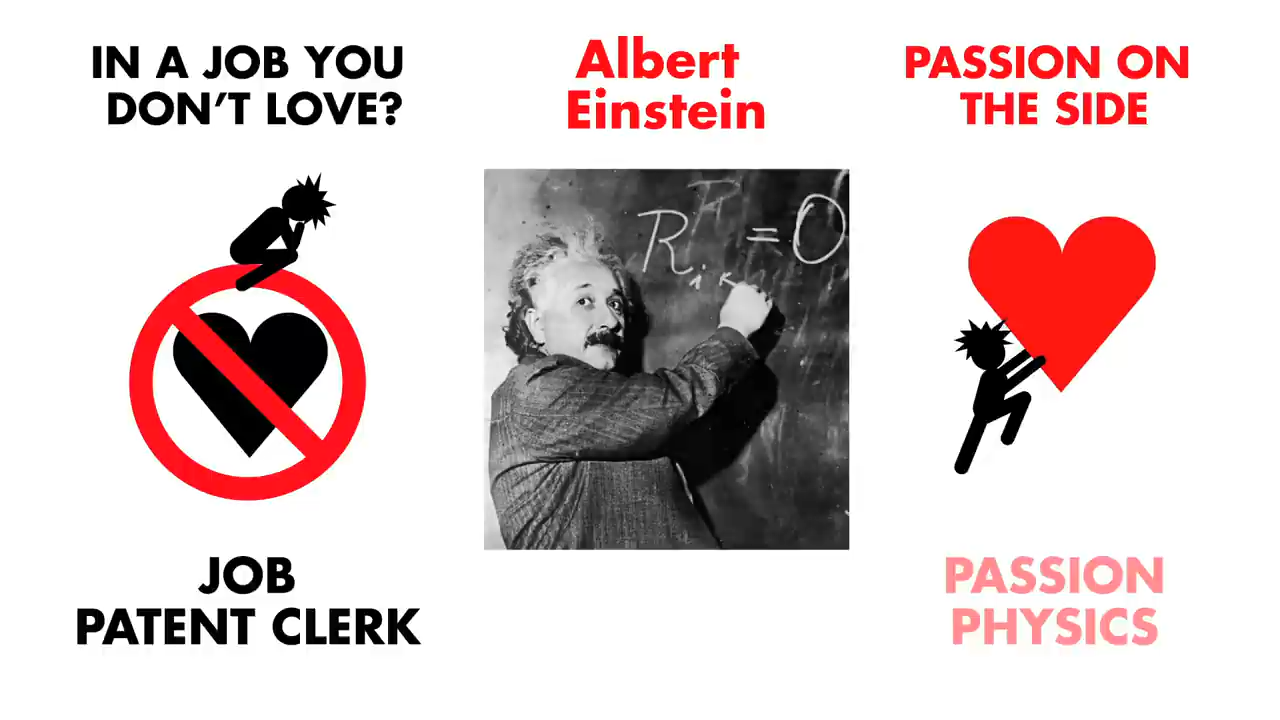 IN A JOB YOU
DON'T LOVE?
Albert
Einstein
PASSION ON
THE SIDE
R =O
JOB
PATENT CLERK
PASSION
PHYSICS